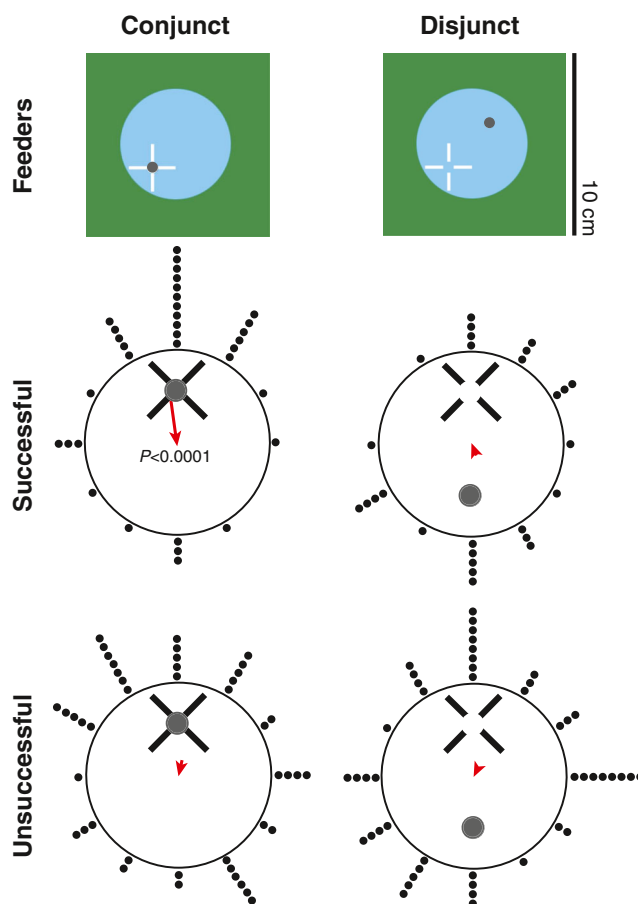 Conjunct
Disjunct
Feeders
10 cm
Successful
P<0.0001
Unsuccessful